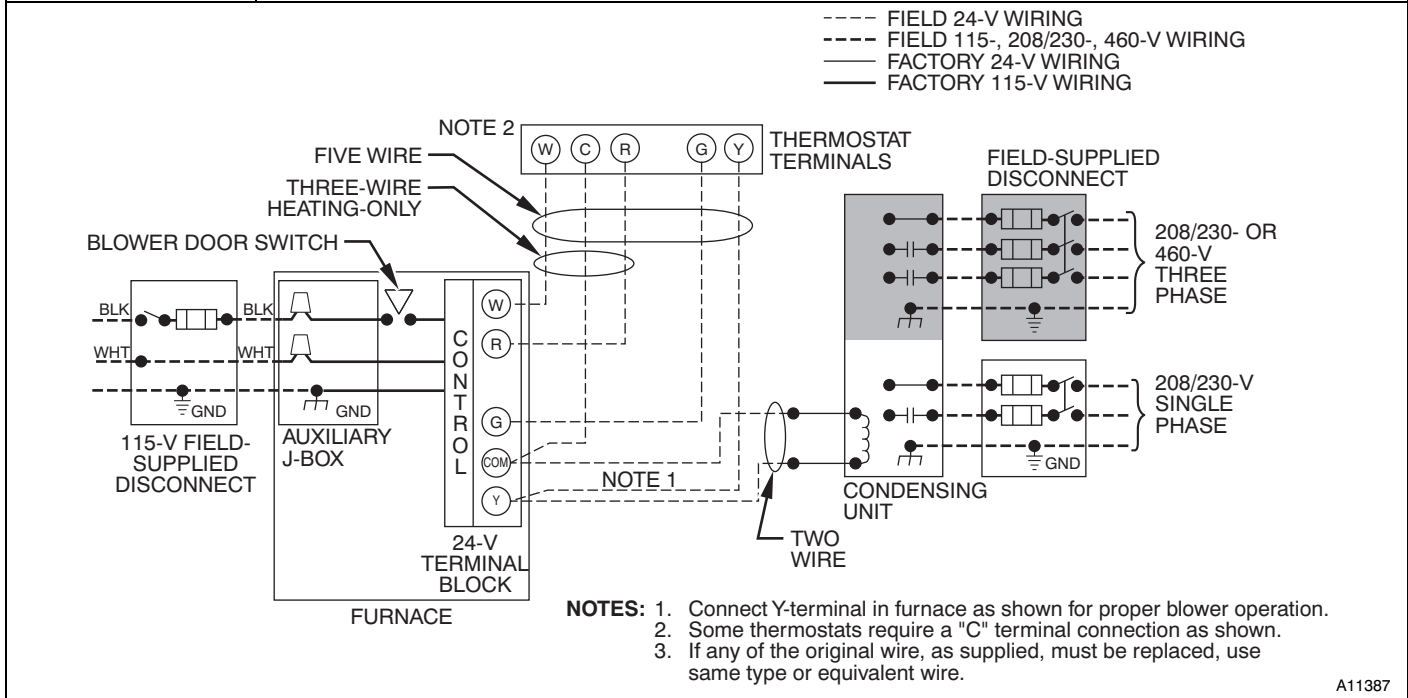 FIELD 24-V WIRING
FIELD 115-, 208/230-, 460-V WIRING
FACTORY 24-V WIRING
FACTORY 115-V WIRING
NOTE 2
W
C
R
G
Y
THERMOSTAT
TERMINALS
FIVE WIRE
THREE-WIRE
HEATING-ONLY
BLOWER DOOR SWITCH
FIELD-SUPPLIED
DISCONNECT
208/230- OR
460-V
THREE
PHASE
BLK
BLK
WHT
WHT
GND
GND
115-V FIELD-
SUPPLIED
DISCONNECT
AUXILIARY
J-BOX
CONTROL
W
R
G
COM
Y
24-V
TERMINAL
BLOCK
FURNACE
NOTE 1
TWO
WIRE
CONDENSING
UNIT
208/230-V
SINGLE
PHASE
GND
NOTES: 1. Connect Y-terminal in furnace as shown for proper blower operation.
2. Some thermostats require a "C" terminal connection as shown.
3. If any of the original wire, as supplied, must be replaced, use
same type or equivalent wire.
A11387